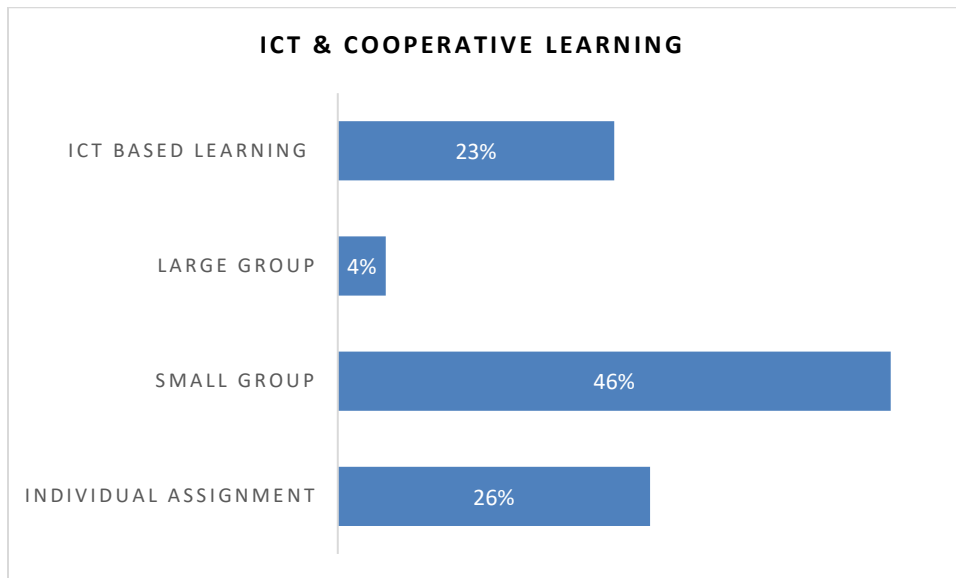 ICT & COOPERATIVE LEARNING
ICT BASED LEARNING
23%
LARGE GROUP
4%
SMALL GROUP
46%
INDIVIDUAL ASSIGNMENT
26%